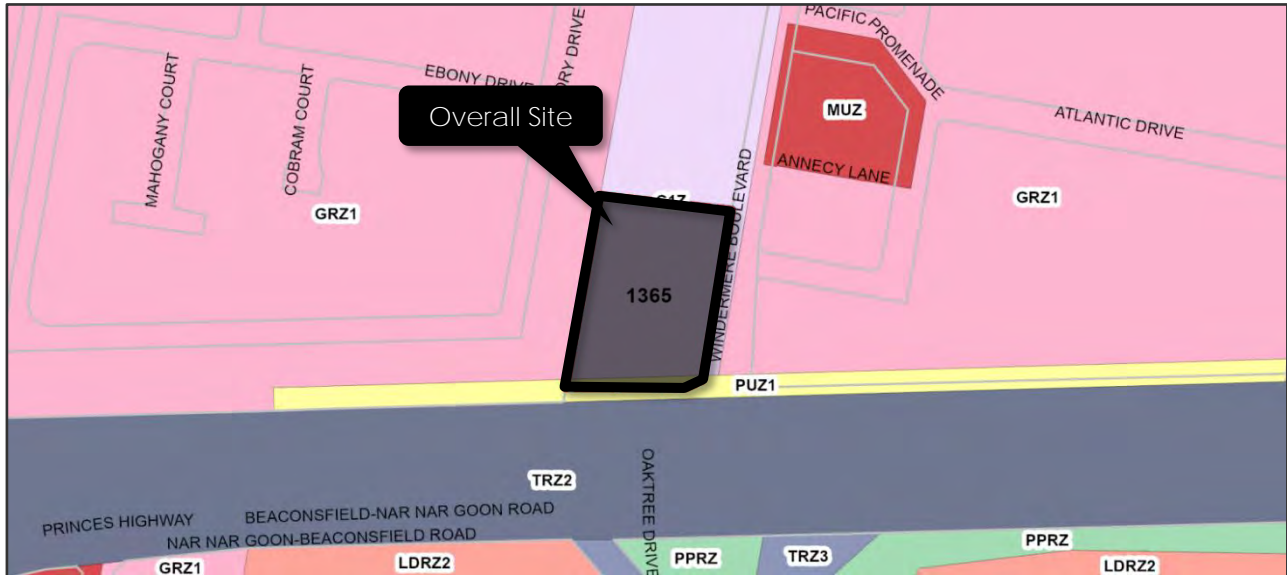 PACIFIC PROMENADE
EBONY DRIVE
MAHOGANY COURT
COBRAM COURT
Overall Site
MUZ
ATLANTIC DRIVE
ANNECY LANE
GRZ1
GRZ1
WINDERMERE BOULEVARD
1365
PUZ1
TRZ2
OAKTREE DRIVE
PRINCES HIGHWAY
BEACONSFIELD-NAR NAR GOON ROAD
NAR NAR GOON-BEACONSFIELD ROAD
GRZ1
LDRZ2
PPRZ
TRZ3
PPRZ
LDRZ2